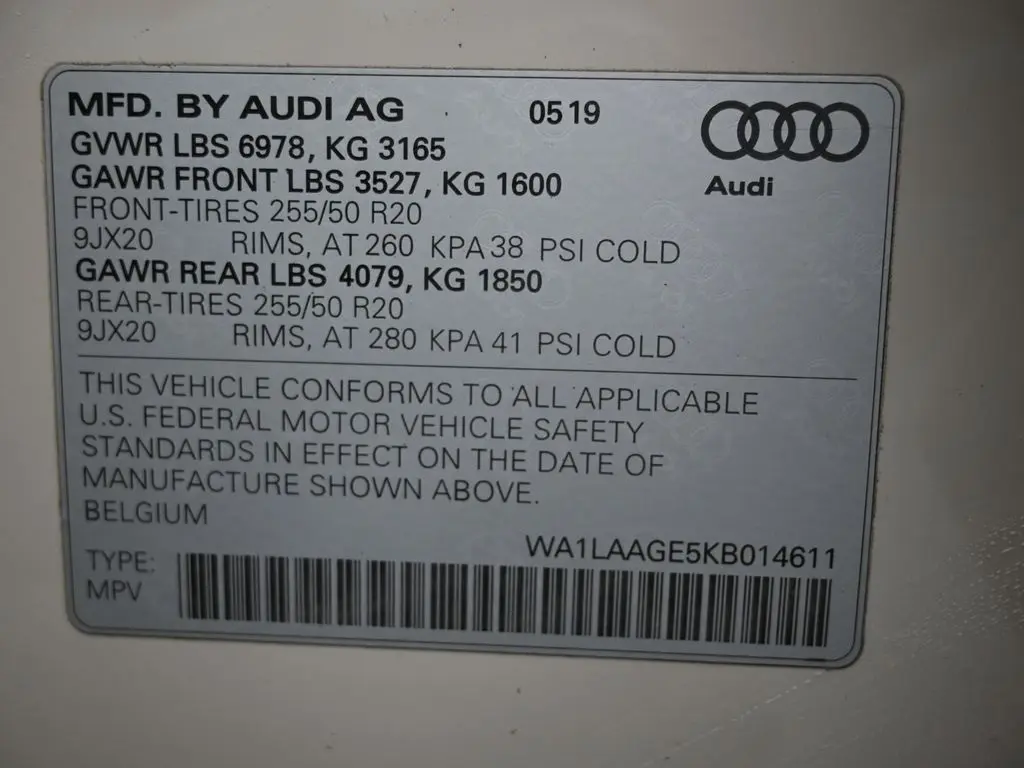 MFD. BY AUDI AG 0519
GVWR LBS 6978, KG 3165
GAWR FRONT LBS 3527, KG 1600
Audi
FRONT-TIRES 255/50 R20
9JX20 RIMS, AT 260 KPA 38 PSI COLD
GAWR REAR LBS 4079, KG 1850
REAR-TIRES 255/50 R20
9JX20 RIMS, AT 280 KPA 41 PSI COLD
THIS VEHICLE CONFORMS TO ALL APPLICABLE
U.S. FEDERAL MOTOR VEHICLE SAFETY
STANDARDS IN EFFECT ON THE DATE OF
MANUFACTURE SHOWN ABOVE.
BELGIUM
WA1LAAGE5KB014611
TYPE:
MPV